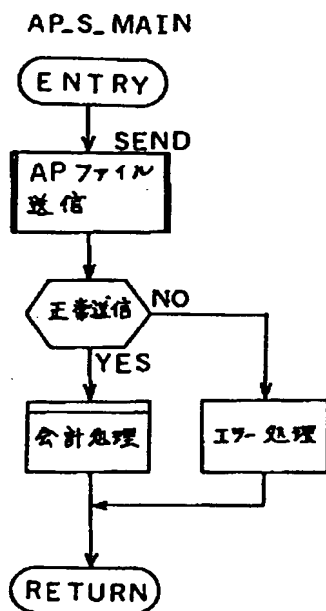 AP_S_MAIN
ENTRY
SEND
APファイル
送信
正常送信
NO
YES
会計処理
エラー処理
RETURN